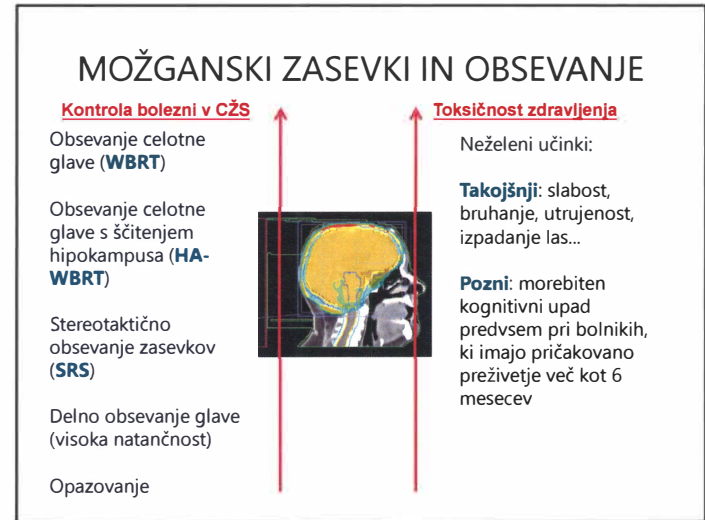 MOŽGANSKI ZASEVKI IN OBSEVANJE
Kontrola bolezni v CŽS
Obsevanje celotne
glave (WBRT)
Obsevanje celotne
glave s ščitenjem
hipokampusa (HA-
WBRT)
Stereotaktično
obsevanje zasevkov
(SRS)
Delno obsevanje glave
(visoka natančnost)
Opazovanje
Toksičnost zdravljenja
Neželeni učinki:
Takojšnji: slabost,
bruhanje, utrujenost,
izpadanje las...
Pozni: morebiten
kognitivni upad
predvsem pri bolnikih,
ki imajo pričakovano
preživetje več kot 6
mesecev